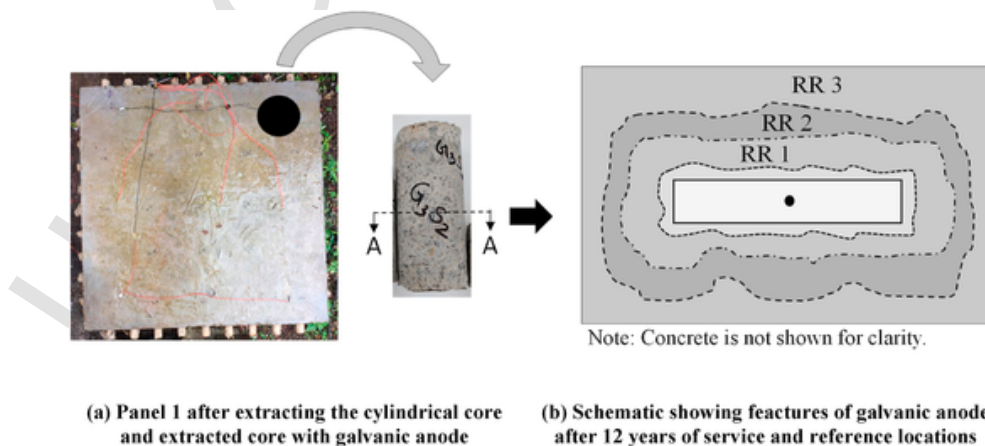 G3S
G3S2
A
A
RR 3
RR 2
RR 1
Note: Concrete is not shown for clarity.
(a) Panel 1 after extracting the cylindrical core
and extracted core with galvanic anode
(b) Schematic showing feactures of galvanic anode
after 12 years of service and reference locations